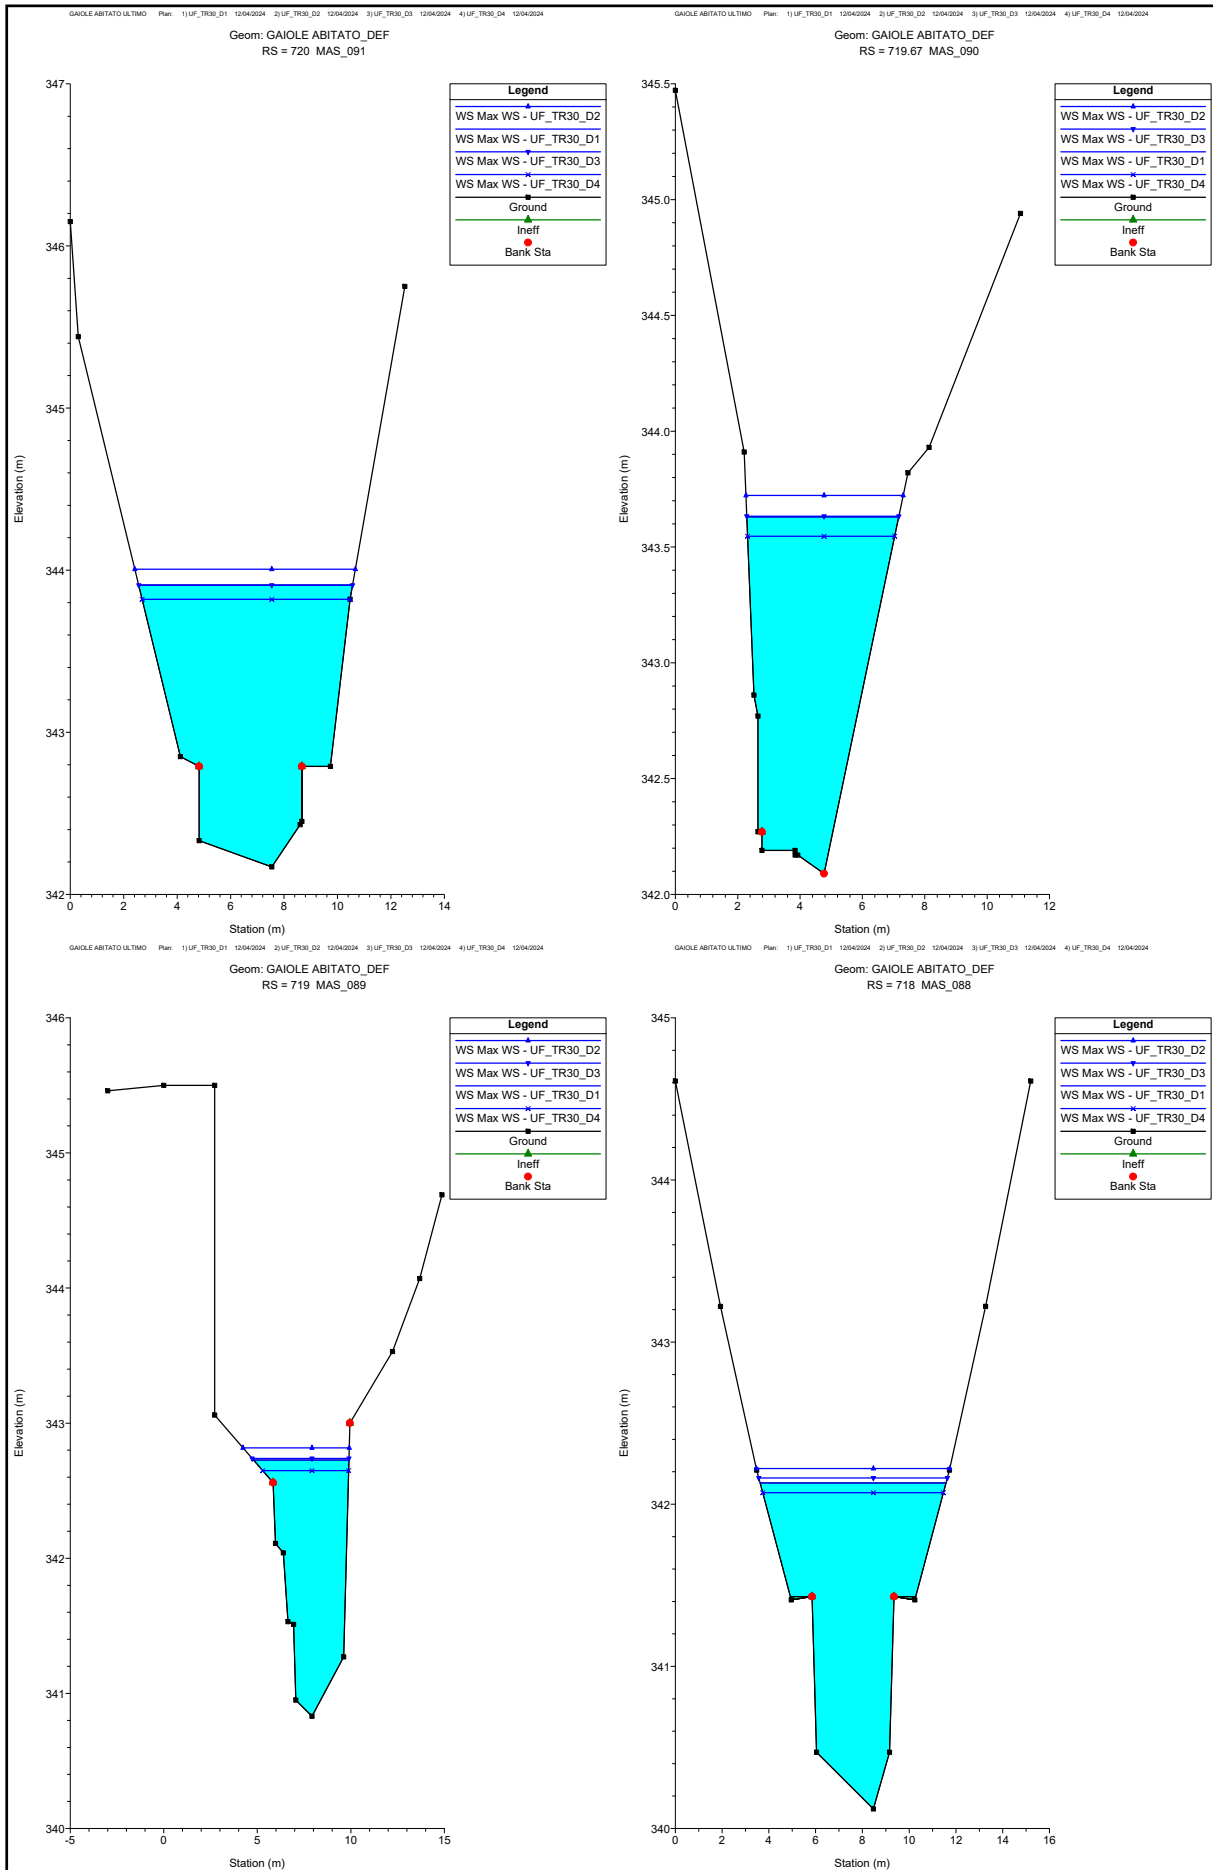 GAIOLE ABITATO ULTIMO Plan: 1) UF_TR30_D1 12/04/2024 2) UF_TR30_D2 12/04/2024 3) UF_TR30_D3 12/04/2024 4) UF_TR30_D4 12/04/2024
Geom: GAIOLE ABITATO_DEF
RS = 720 MAS_091
Legend
WS Max WS - UF_TR30_D2
WS Max WS - UF_TR30_D1
WS Max WS - UF_TR30_D3
WS Max WS - UF_TR30_D4
Ground
Ineff
Bank Sta
347
346
345
344
343
342
Elevation (m)
0 2 4 6 8 10 12 14
Station (m)
GAIOLE ABITATO ULTIMO Plan: 1) UF_TR30_D1 12/04/2024 2) UF_TR30_D2 12/04/2024 3) UF_TR30_D3 12/04/2024 4) UF_TR30_D4 12/04/2024
Geom: GAIOLE ABITATO_DEF
RS = 719.67 MAS_090
Legend
WS Max WS - UF_TR30_D2
WS Max WS - UF_TR30_D3
WS Max WS - UF_TR30_D1
WS Max WS - UF_TR30_D4
Ground
Ineff
Bank Sta
345.5
345.0
344.5
344.0
343.5
343.0
342.5
342.0
Elevation (m)
0 2 4 6 8 10 12
Station (m)
GAIOLE ABITATO ULTIMO Plan: 1) UF_TR30_D1 12/04/2024 2) UF_TR30_D2 12/04/2024 3) UF_TR30_D3 12/04/2024 4) UF_TR30_D4 12/04/2024
Geom: GAIOLE ABITATO_DEF
RS = 719 MAS_089
Legend
WS Max WS - UF_TR30_D2
WS Max WS - UF_TR30_D3
WS Max WS - UF_TR30_D1
WS Max WS - UF_TR30_D4
Ground
Ineff
Bank Sta
346
345
344
343
342
341
340
Elevation (m)
-5 0 5 10 15
Station (m)
GAIOLE ABITATO ULTIMO Plan: 1) UF_TR30_D1 12/04/2024 2) UF_TR30_D2 12/04/2024 3) UF_TR30_D3 12/04/2024 4) UF_TR30_D4 12/04/2024
Geom: GAIOLE ABITATO_DEF
RS = 718 MAS_088
Legend
WS Max WS - UF_TR30_D2
WS Max WS - UF_TR30_D3
WS Max WS - UF_TR30_D1
WS Max WS - UF_TR30_D4
Ground
Ineff
Bank Sta
345
344
343
342
341
340
Elevation (m)
0 2 4 6 8 10 12 14 16
Station (m)